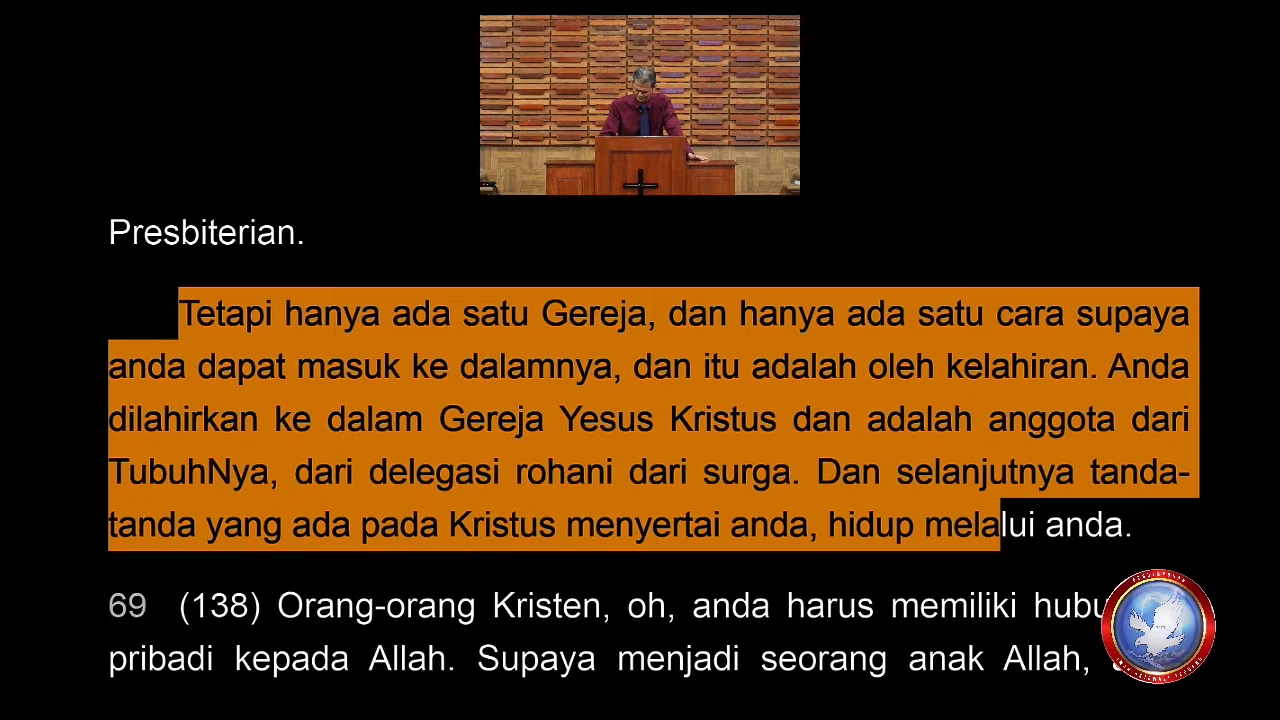 Presbiterian.
Tetapi hanya ada satu Gereja, dan hanya ada satu cara supaya
anda dapat masuk ke dalamnya, dan itu adalah oleh kelahiran. Anda
dilahirkan ke dalam Gereja Yesus Kristus dan adalah anggota dari
TubuhNya, dari delegasi rohani dari surga. Dan selanjutnya tanda-
tanda yang ada pada Kristus menyertai anda, hidup melalui anda.
69 (138) Orang-orang Kristen, oh, anda harus memiliki
pribadi kepada Allah. Supaya menjadi seorang anak Allah,